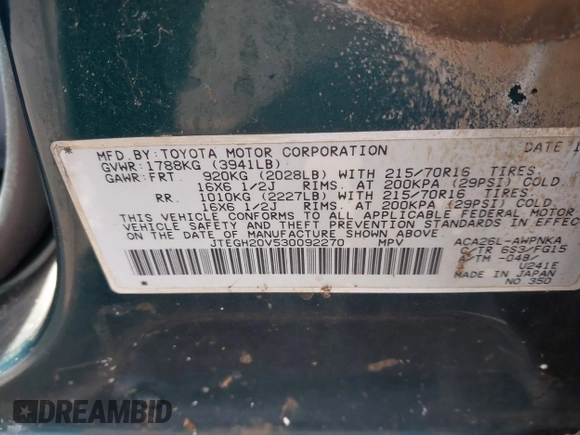 MFD. BY: TOYOTA MOTOR CORPORATION DATE
GVWR: 1788KG (3941LB)
GAWR: FRT. 920KG (2028LB) WITH 215/70R16 TIRES.
16X6 1/2J RIMS. AT 200KPA (29PSI) COLD
RR. 1010KG (2227LB) WITH 215/70R16 TIRES.
16X6 1/2J RIMS. AT 200KPA (29PSI) COLD
THIS VEHICLE CONFORMS TO ALL APPLICABLE FEDERAL MOTOR
VEHICLE SAFETY AND THEFT PREVENTION STANDARDS IN EFFEC
ON THE DATE OF MANUFACTURE SHOWN ABOVE.
JTEGH20V530092270 MPV
ACA26L-AWPNKA
C/TR 6S3/FG15
/TM -04B/
U241E
MADE IN JAPAN
NO 350
DREAMBID